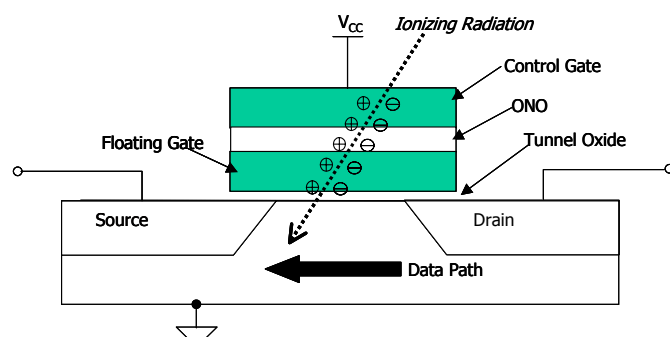 V_CC
Ionizing Radiation
Control Gate
ONO
Tunnel Oxide
Floating Gate
Source
Drain
Data Path